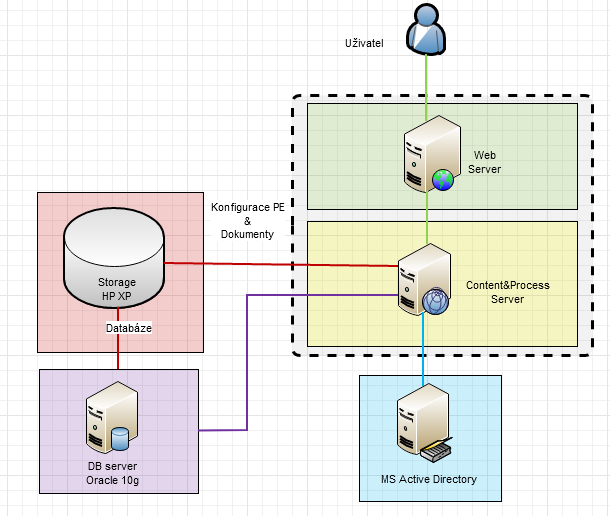 Uživatel
Web
Server
Konfigurace PE
&
Dokumenty
Storage
HP XP
Content&Process
Server
Databáze
DB server
Oracle 10g
MS Active Directory